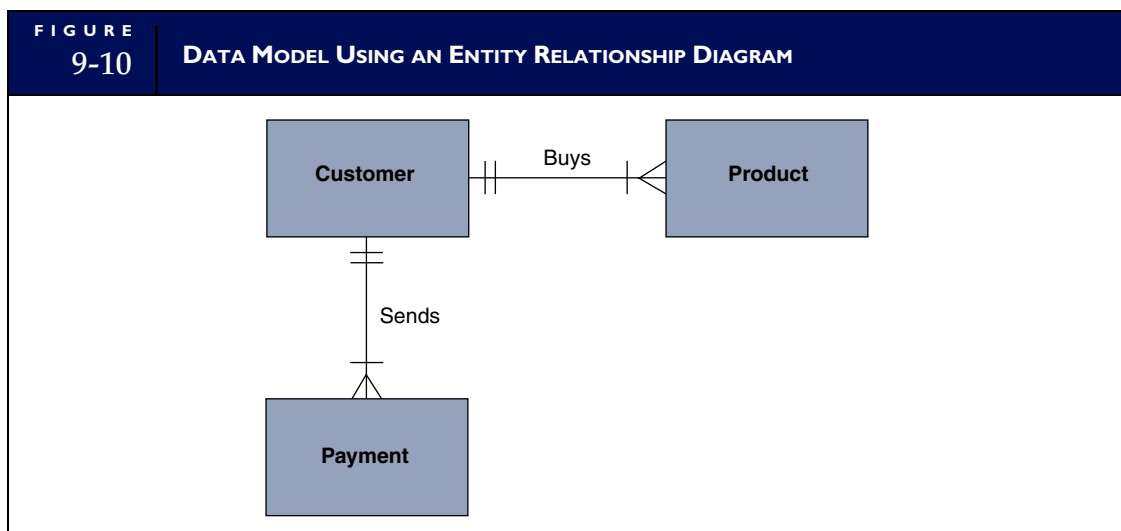 FIGURE
9-10
DATA MODEL USING AN ENTITY RELATIONSHIP DIAGRAM
Customer
Buys
Product
Sends
Payment